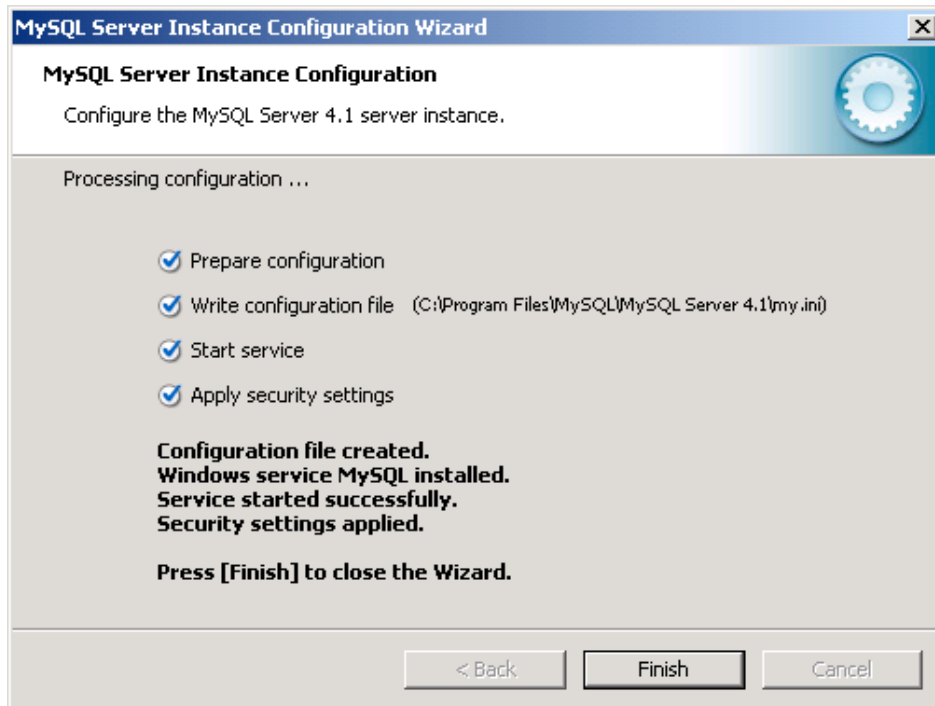 MySQL Server Instance Configuration Wizard
MySQL Server Instance Configuration
Configure the MySQL Server 4.1 server instance.
Processing configuration ...
Prepare configuration
Write configuration file (C:\Program Files\MySQL\MySQL Server 4.1\my.ini)
Start service
Apply security settings
Configuration file created.
Windows service MySQL installed.
Service started successfully.
Security settings applied.
Press [Finish] to close the Wizard.
< Back Finish Cancel